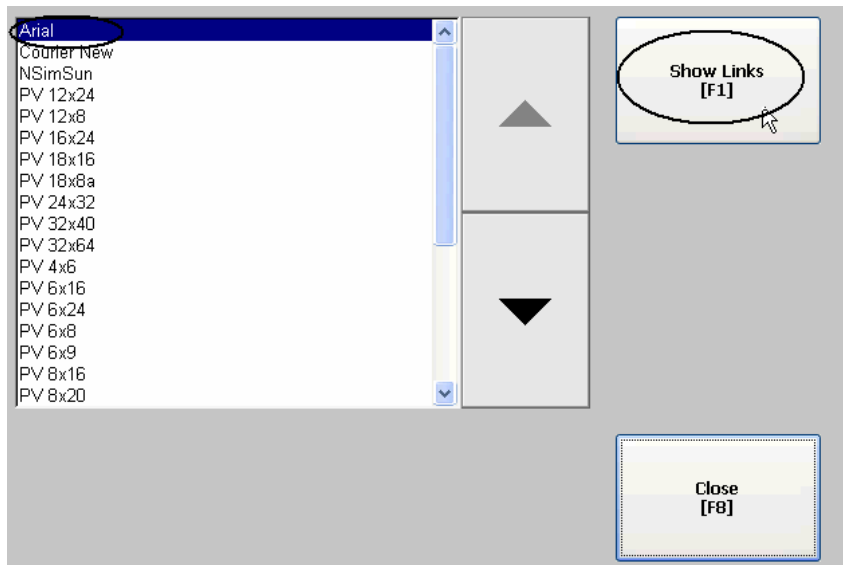 Arial
Courier New
NSimSun
PV 12x24
PV 12x8
PV 16x24
PV 18x16
PV 18x8a
PV 24x32
PV 32x40
PV 32x64
PV 4x6
PV 6x16
PV 6x24
PV 6x8
PV 6x9
PV 8x16
PV 8x20
Show Links
[F1]
Close
[F8]